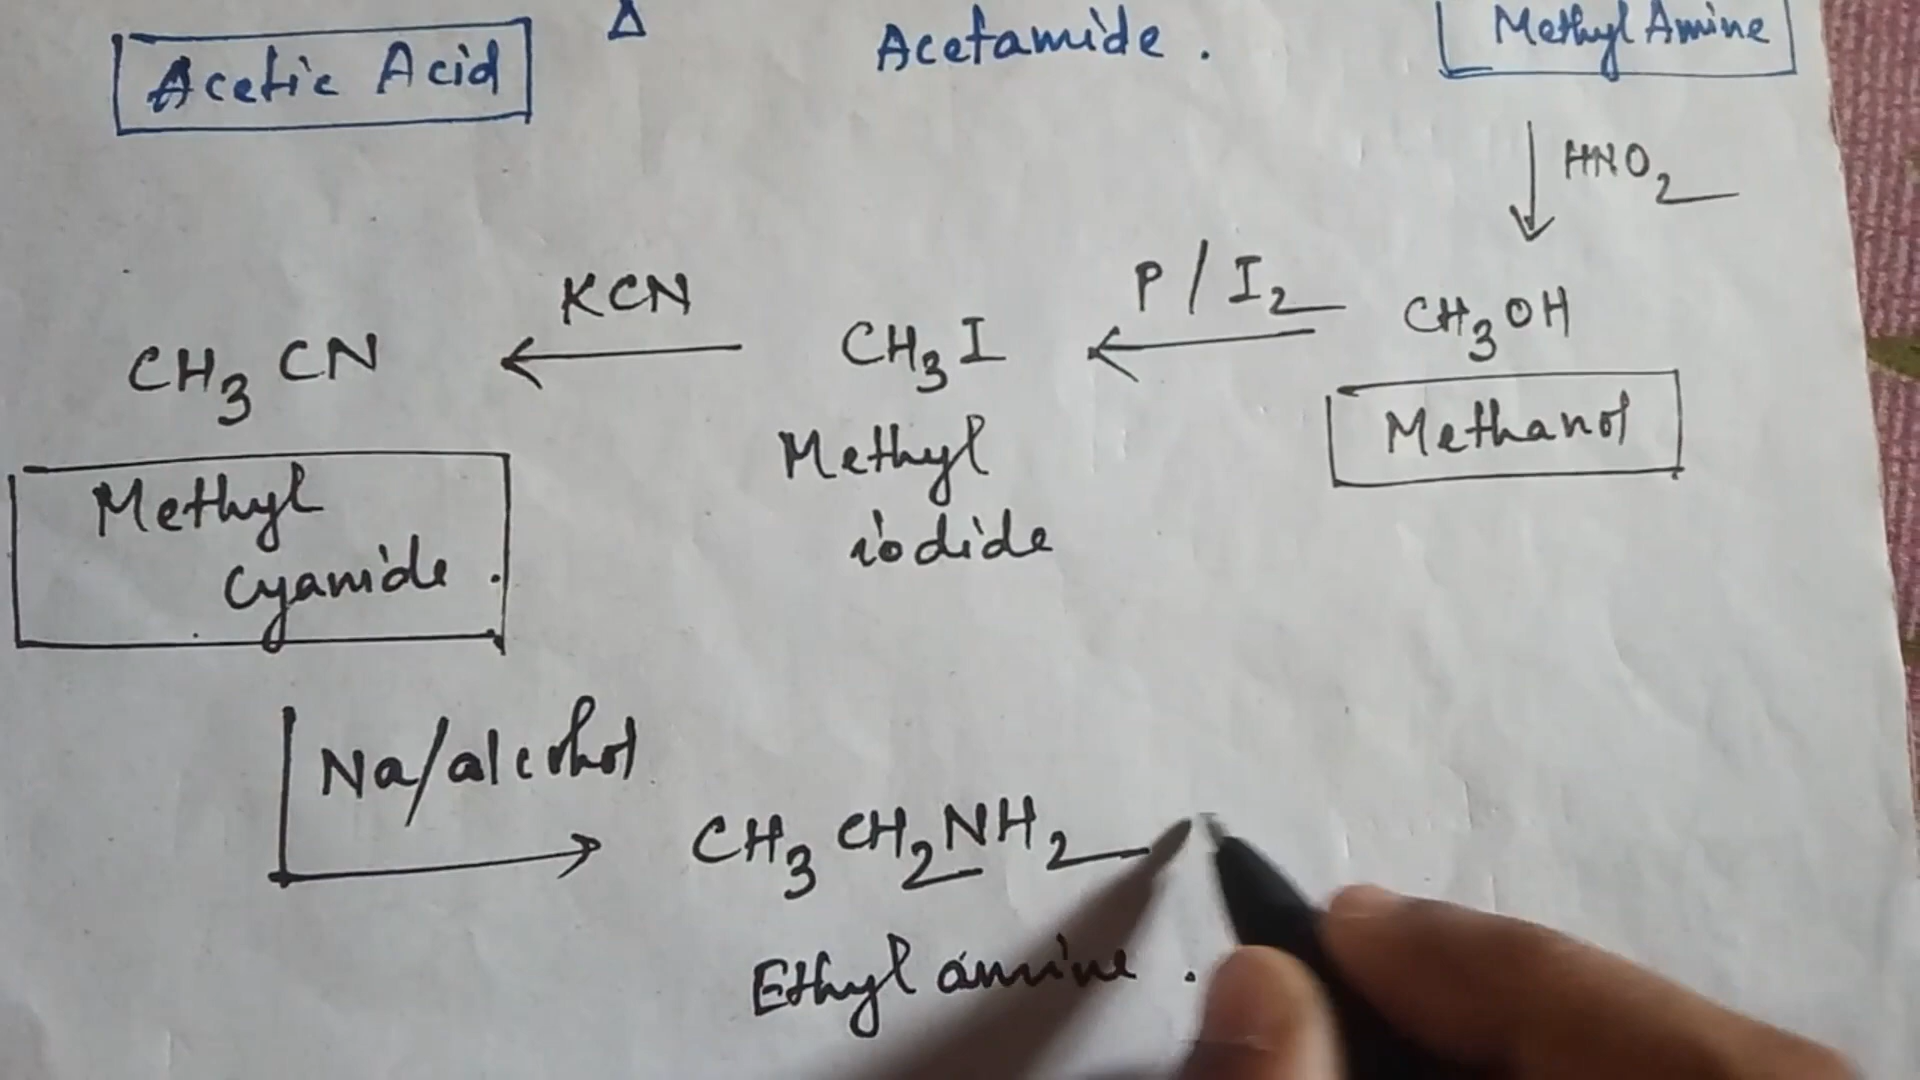 Acetic Acid Δ Acetamide. Methyl Amine
HNO2
CH3CN KCN CH3I P/I2 CH3OH
Methyl
cyanide.
Methyl
iodide
Methanol
Na/alcohol
CH3CH2NH2
Ethyl amine.